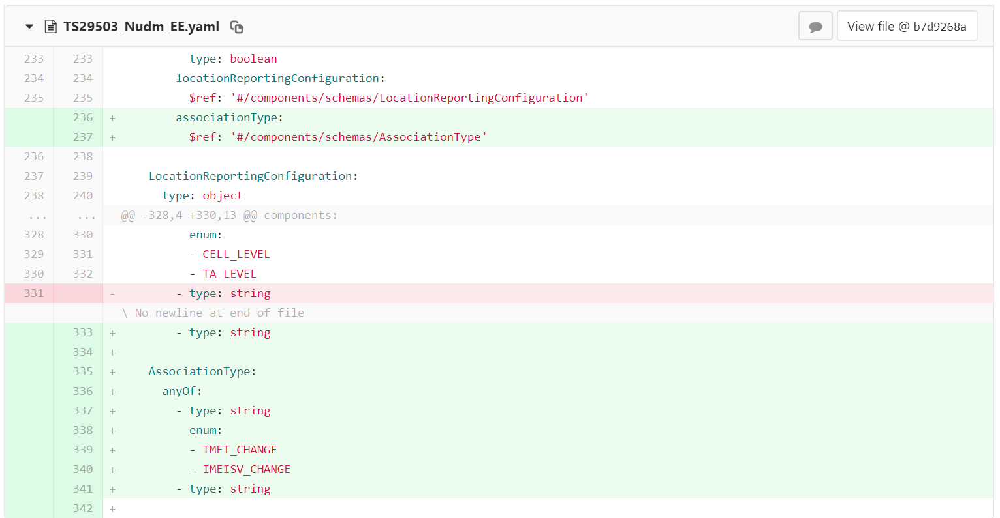 TS29503_Nudm_EE.yaml View file @ b7d9268a
233 233 type: boolean
234 234 locationReportingConfiguration:
235 235 $ref: '#/components/schemas/LocationReportingConfiguration'
236 + associationType:
237 + $ref: '#/components/schemas/AssociationType'
236 238
237 239 LocationReportingConfiguration:
238 240 type: object
... ... @@ -328,4 +330,13 @@ components:
328 330 enum:
329 331 - CELL_LEVEL
330 332 - TA_LEVEL
331 - - type: string
\ No newline at end of file
333 + - type: string
334 +
335 + AssociationType:
336 + anyOf:
337 + - type: string
338 + enum:
339 + - IMEI_CHANGE
340 + - IMEISV_CHANGE
341 + - type: string
342 +